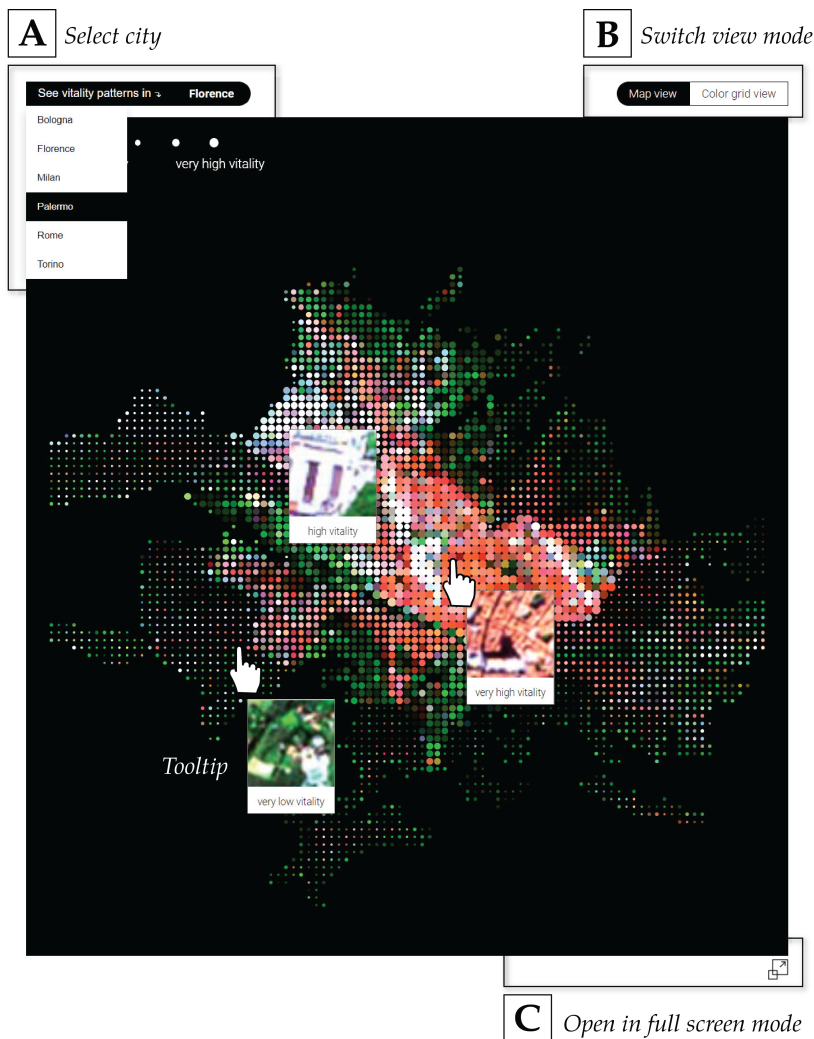 A Select city
B Switch view mode
See vitality patterns in Florence
Map view Color grid view
Bologna
Florence
Milan
Palermo
Rome
Torino
very high vitality
high vitality
very high vitality
Tooltip
very low vitality
C Open in full screen mode